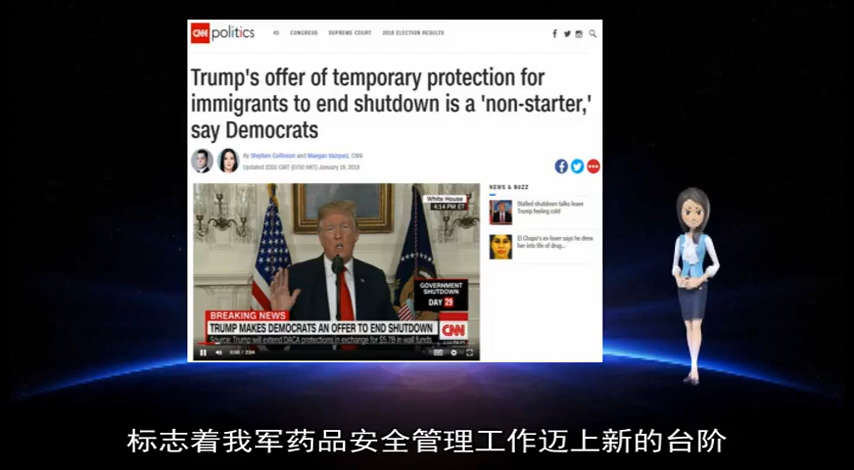 CNN politics 45 CONGRESS SUPREME COURT 2018 ELECTION RESULTS
Trump's offer of temporary protection for
immigrants to end shutdown is a 'non-starter,'
say Democrats
By Stephen Collinson and Maegan Vazquez, CNN
Updated 2350 GMT (0750 HKT) January 19, 2019
NEWS & BUZZ
Stalled shutdown talks leave
Trump feeling cold
El Chapo's ex-lover says he drew
her into life of drug...
White House
4:14 PM ET
GOVERNMENT
SHUTDOWN
DAY 29
BREAKING NEWS
TRUMP MAKES DEMOCRATS AN OFFER TO END SHUTDOWN
CNN
Source: Trump will extend DACA protections in exchange for $5.7B in wall funds
标志着我军药品安全管理工作迈上新的台阶